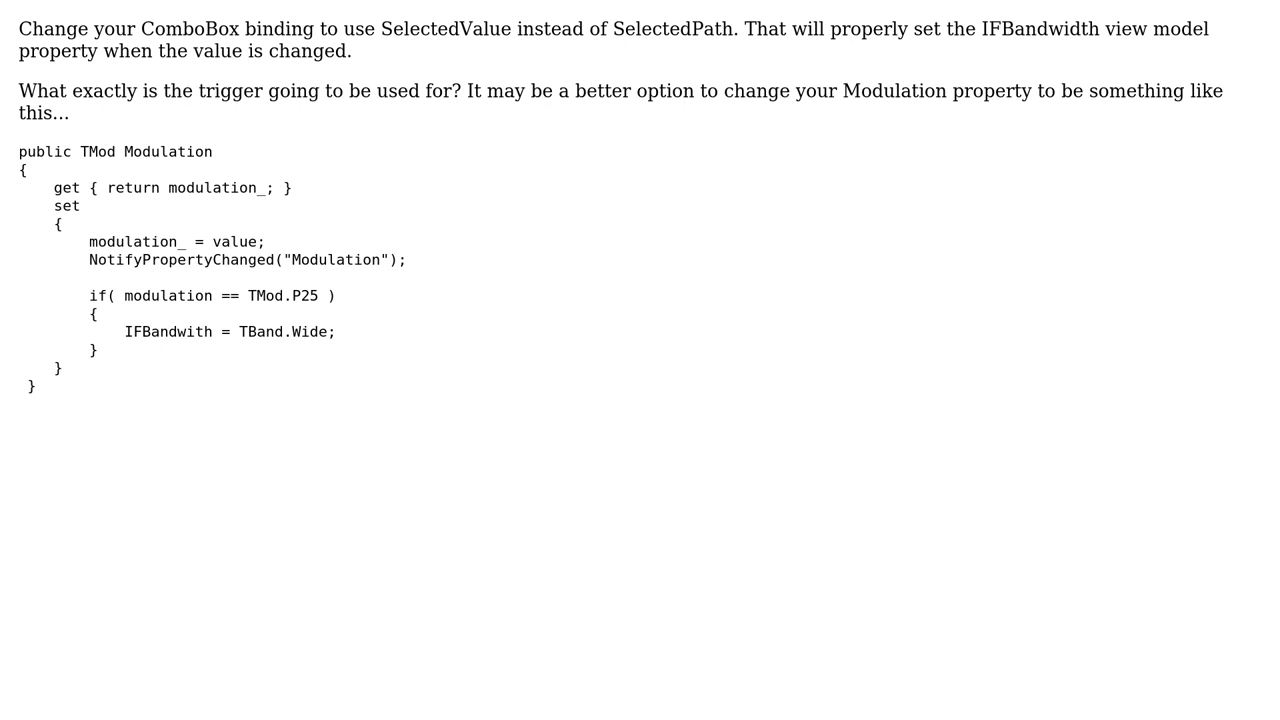 Change your ComboBox binding to use SelectedValue instead of SelectedPath. That will properly set the IFBandwidth view model
property when the value is changed.
What exactly is the trigger going to be used for? It may be a better option to change your Modulation property to be something like
this...
public TMod Modulation
{
    get { return modulation_; }
    set
    {
        modulation_ = value;
        NotifyPropertyChanged("Modulation");

        if( modulation == TMod.P25 )
        {
            IFBandwith = TBand.Wide;
        }
    }
 }